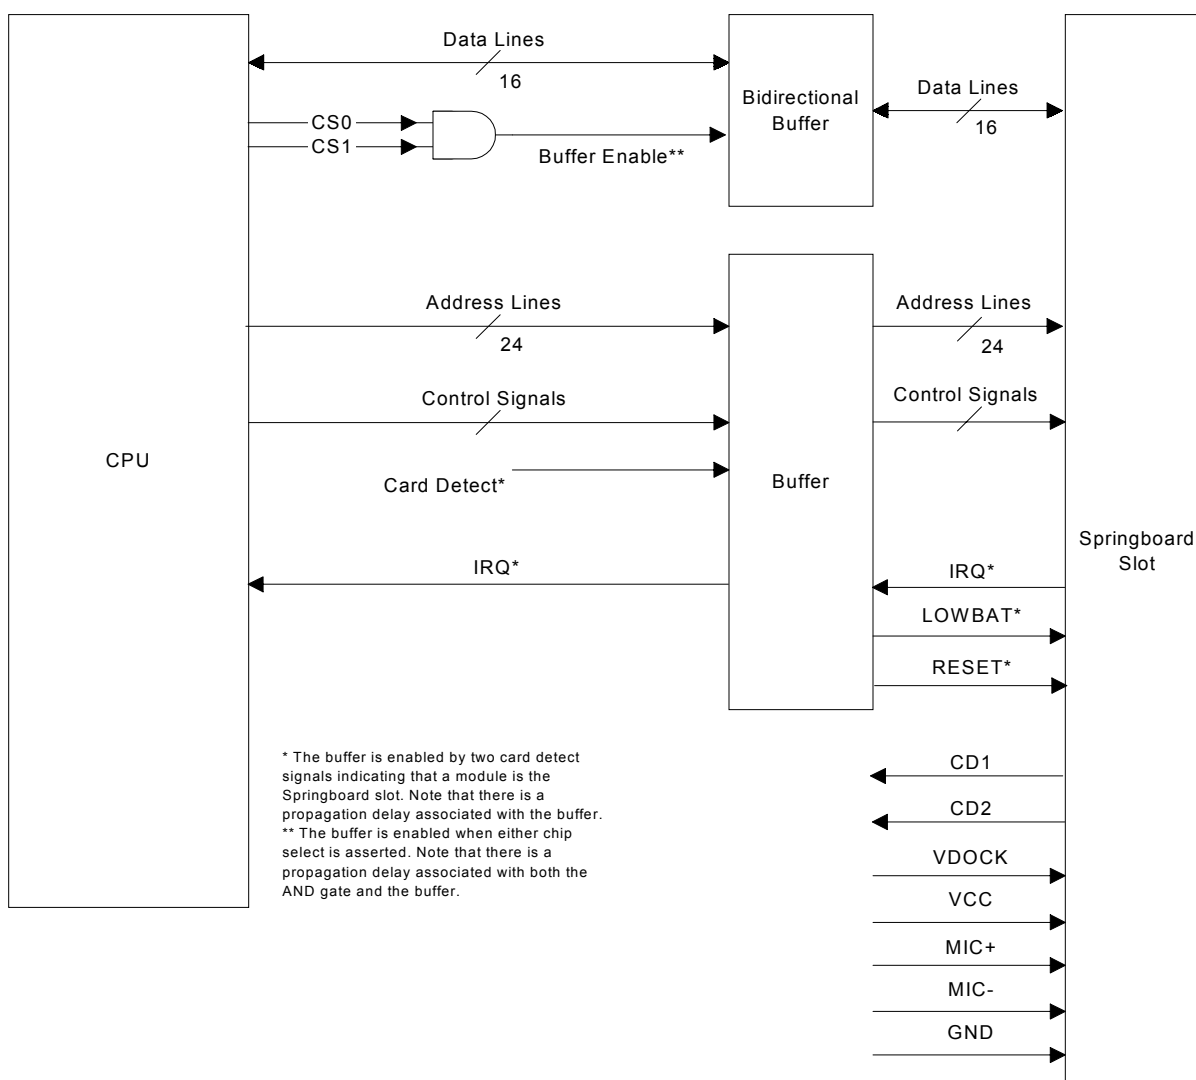 Data Lines
16
CS0
CS1
Buffer Enable**
Bidirectional
Buffer
Data Lines
16
Address Lines
24
Control Signals
Card Detect*
IRQ*
CPU
Buffer
Address Lines
24
Control Signals
IRQ*
LOWBAT*
RESET*
Springboard
Slot
CD1
CD2
VDOCK
VCC
MIC+
MIC-
GND
* The buffer is enabled by two card detect
signals indicating that a module is the
Springboard slot. Note that there is a
propagation delay associated with the buffer.
** The buffer is enabled when either chip
select is asserted. Note that there is a
propagation delay associated with both the
AND gate and the buffer.